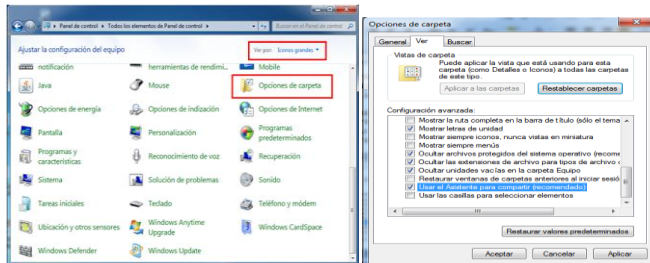 Panel de control ▸ Todos los elementos de Panel de control ▸
Buscar en el Panel de control
Ajustar la configuración del equipo
Ver por: Iconos grandes
notificación
herramientas de rendimi...
Mobile
Java
Mouse
Opciones de carpeta
Opciones de energía
Opciones de indización
Opciones de Internet
Pantalla
Personalización
Programas predeterminados
Programas y características
Reconocimiento de voz
Recuperación
Sistema
Solución de problemas
Sonido
Tareas iniciales
Teclado
Teléfono y módem
Ubicación y otros sensores
Windows Anytime Upgrade
Windows CardSpace
Windows Defender
Windows Update
Opciones de carpeta
General
Ver
Buscar
Vistas de carpeta
Puede aplicar la vista que está usando para esta
carpeta (como Detalles o Iconos) a todas las carpetas
de este tipo.
Aplicar a las carpetas
Restablecer carpetas
Configuración avanzada:
Mostrar la ruta completa en la barra de título (sólo el tema
Mostrar letras de unidad
Mostrar siempre iconos, nunca vistas en miniatura
Mostrar siempre menús
Ocultar archivos protegidos del sistema operativo (recome
Ocultar las extensiones de archivo para tipos de archivo
Ocultar unidades vacías en la carpeta Equipo
Restaurar ventanas de carpetas anteriores al iniciar sesió
Usar el Asistente para compartir (recomendado)
Usar las casillas para seleccionar elementos
Restaurar valores predeterminados
Aceptar
Cancelar
Aplicar